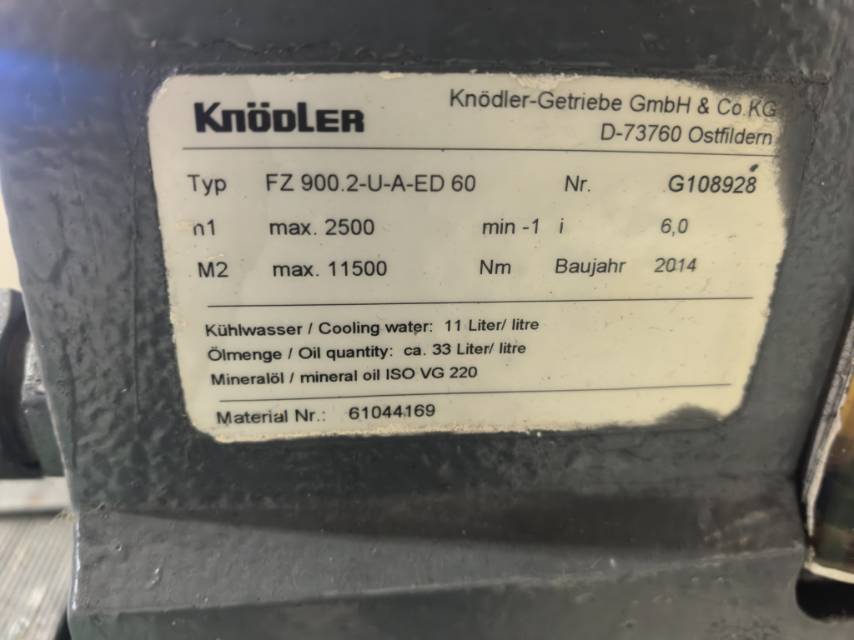 KNÖDLER
Knödler-Getriebe GmbH & Co.KG
D-73760 Ostfildern
Typ FZ 900.2-U-A-ED 60 Nr. G108928
n1 max. 2500 min -1 i 6,0
M2 max. 11500 Nm Baujahr 2014
Kühlwasser / Cooling water: 11 Liter/ litre
Ölmenge / Oil quantity: ca. 33 Liter/ litre
Mineralöl / mineral oil ISO VG 220
Material Nr.: 61044169